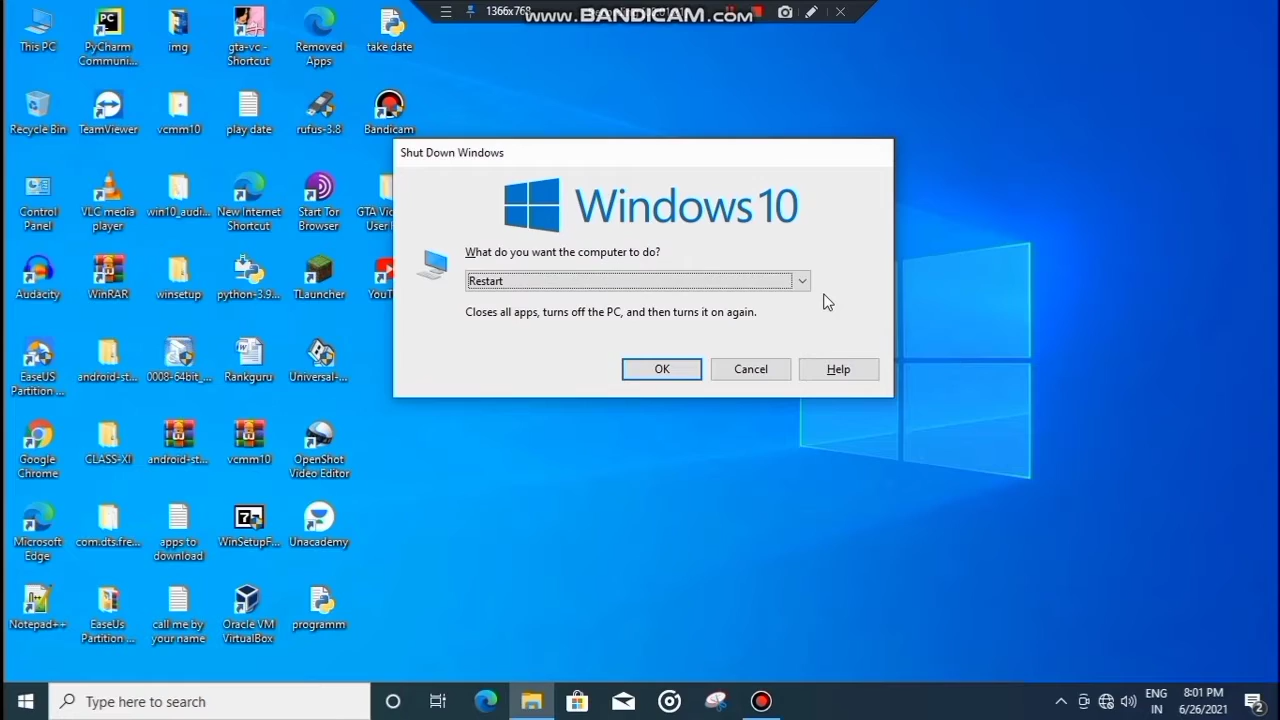 1366x768
www.BANDICAM.com
This PC
PyCharm
Communi...
img
gta-vc -
Shortcut
Removed
Apps
take date
Recycle Bin
TeamViewer
vcmm10
play date
rufus-3.8
Bandicam
Shut Down Windows
Windows 10
What do you want the computer to do?
Restart
Closes all apps, turns off the PC, and then turns it on again.
OK
Cancel
Help
Control
Panel
VLC media
player
win10_audi...
New Internet
Shortcut
Start Tor
Browser
GTA Vic
User
Audacity
WinRAR
winsetup
python-3.9...
TLauncher
YouT
EaseUS
Partition ...
android-st...
0008-64bit_...
Rankguru
Universal-...
Google
Chrome
CLASS-XI
android-st...
vcmm10
OpenShot
Video Editor
Microsoft
Edge
com.dts.fre...
apps to
download
WinSetupF...
Unacademy
Notepad++
EaseUs
Partition ...
call me by
your name
Oracle VM
VirtualBox
programm
Type here to search
ENG
IN
8:01 PM
6/26/2021
2